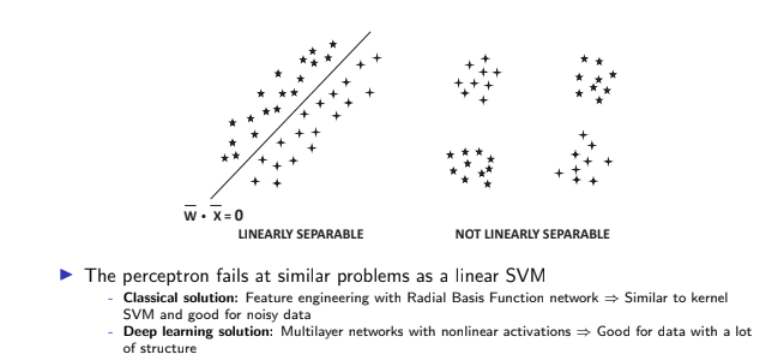 W • X = 0
LINEARLY SEPARABLE
NOT LINEARLY SEPARABLE
The perceptron fails at similar problems as a linear SVM
- Classical solution: Feature engineering with Radial Basis Function network ⇒ Similar to kernel
SVM and good for noisy data
- Deep learning solution: Multilayer networks with nonlinear activations ⇒ Good for data with a lot
of structure